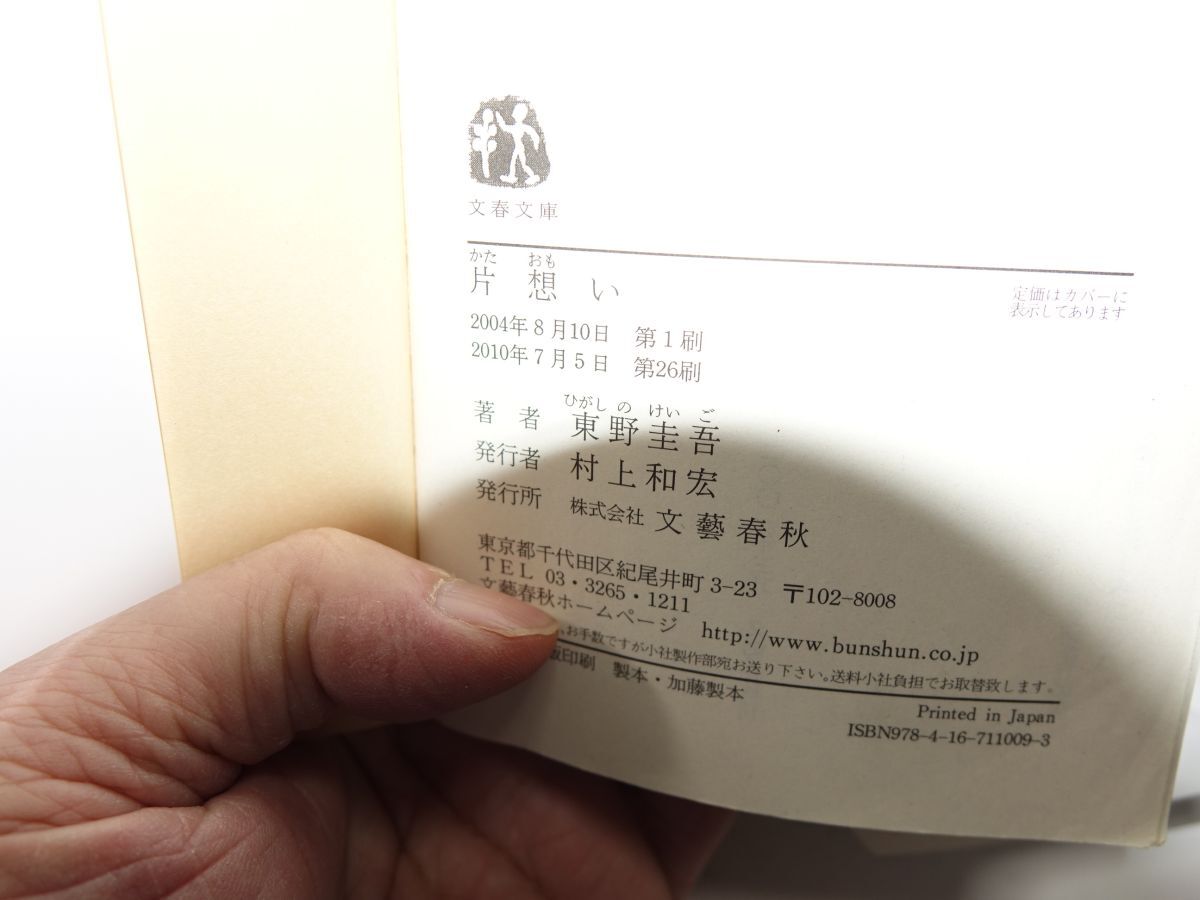 文春文庫
かた おも
片想い
定価はカバーに
表示してあります
2004年8月10日 第1刷
2010年7月5日 第26刷
ひがし の けい ご
著者 東野圭吾
発行者 村上和宏
発行所 株式会社 文藝春秋
東京都千代田区紀尾井町3-23 〒102-8008
TEL 03・3265・1211
文藝春秋ホームページ http://www.bunshun.co.jp
お手数ですが小社製作部宛お送り下さい。送料小社負担でお取替致します。
印刷 製本・加藤製本
Printed in Japan
ISBN978-4-16-711009-3